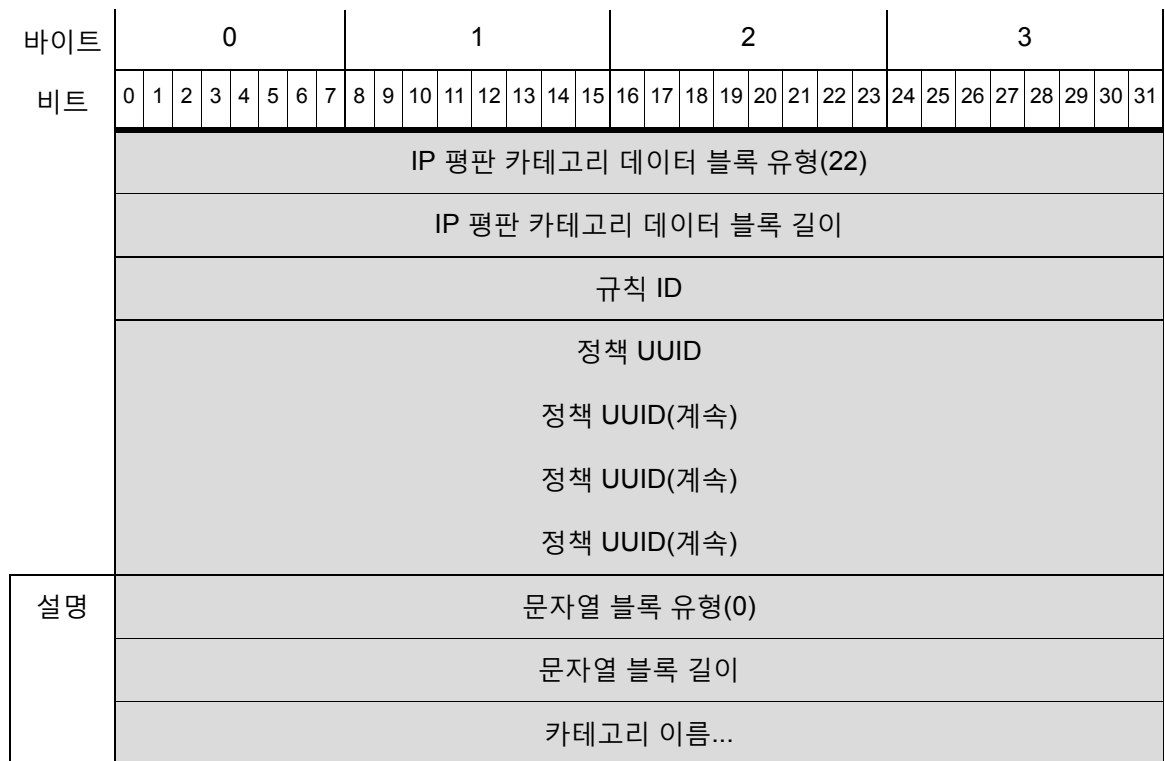 바이트 0 1 2 3
비트 0 1 2 3 4 5 6 7 8 9 10 11 12 13 14 15 16 17 18 19 20 21 22 23 24 25 26 27 28 29 30 31
IP 평판 카테고리 데이터 블록 유형(22)
IP 평판 카테고리 데이터 블록 길이
규칙 ID
정책 UUID
정책 UUID(계속)
정책 UUID(계속)
정책 UUID(계속)
설명 문자열 블록 유형(0)
문자열 블록 길이
카테고리 이름...